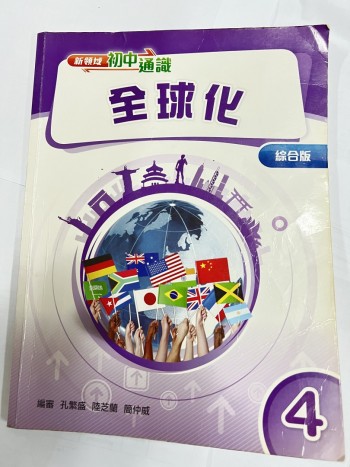 新領域 初中通識
全球化
綜合版
編審 孔繁盛 陸芝蘭 簡仲威
4